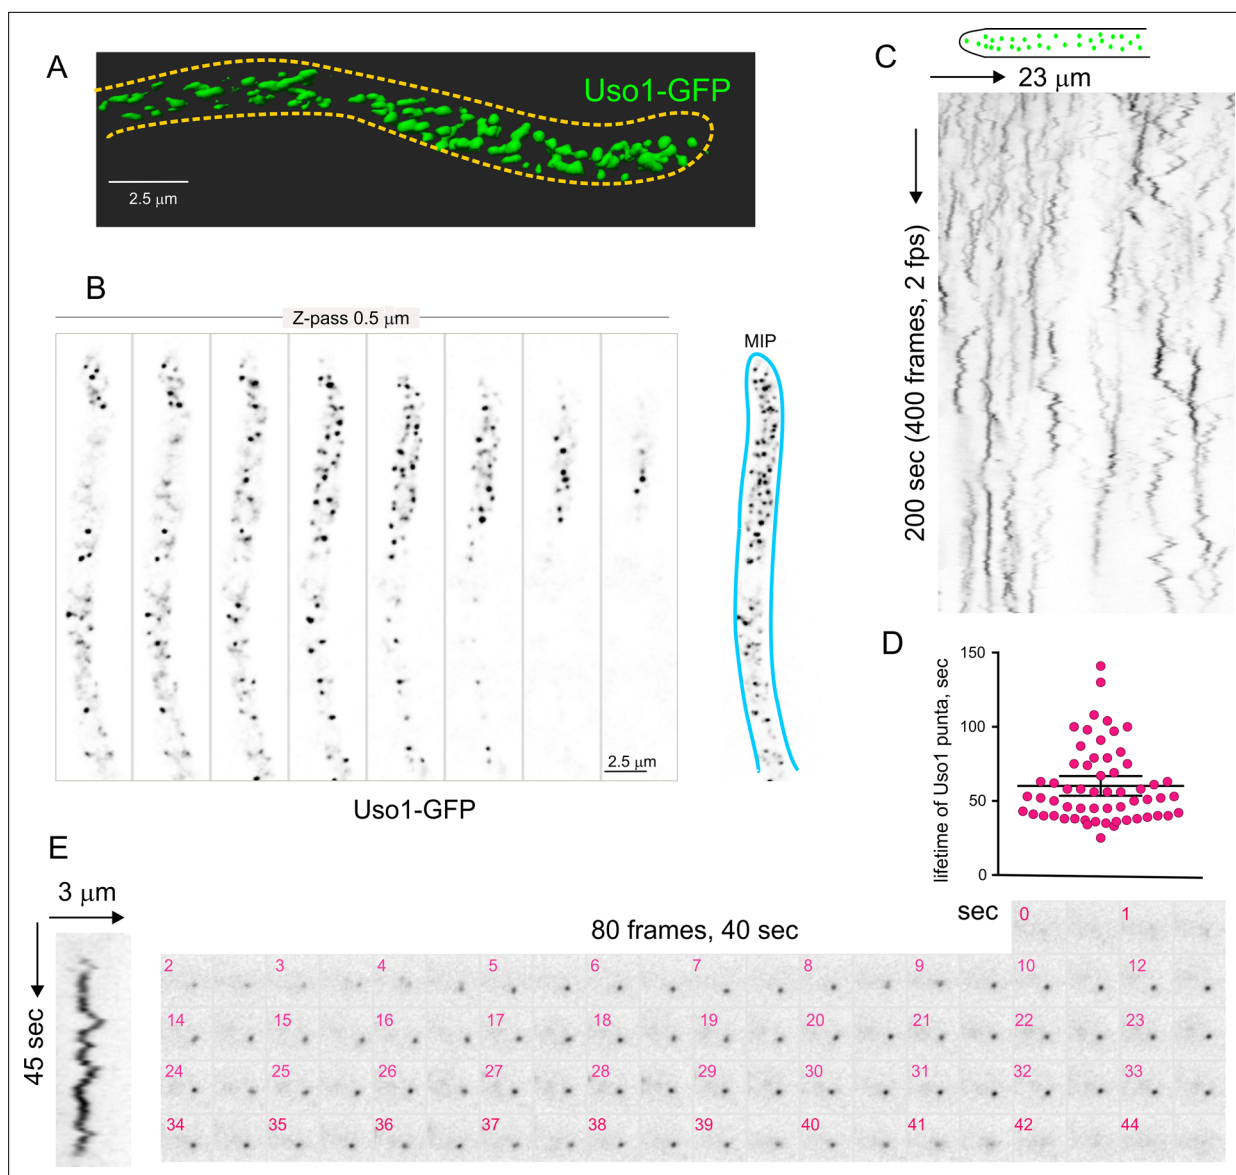 A
Uso1-GFP
2.5 μm
B
Z-pass 0.5 μm
MIP
2.5 μm
Uso1-GFP
C
23 μm
200 sec (400 frames, 2 fps)
D
lifetime of Uso1 punta, sec
150
100
50
0
E
3 μm
45 sec
80 frames, 40 sec
sec
0 1
2 3 4 5 6 7 8 9 10 12
14 15 16 17 18 19 20 21 22 23
24 25 26 27 28 29 30 31 32 33
34 35 36 37 38 39 40 41 42 44